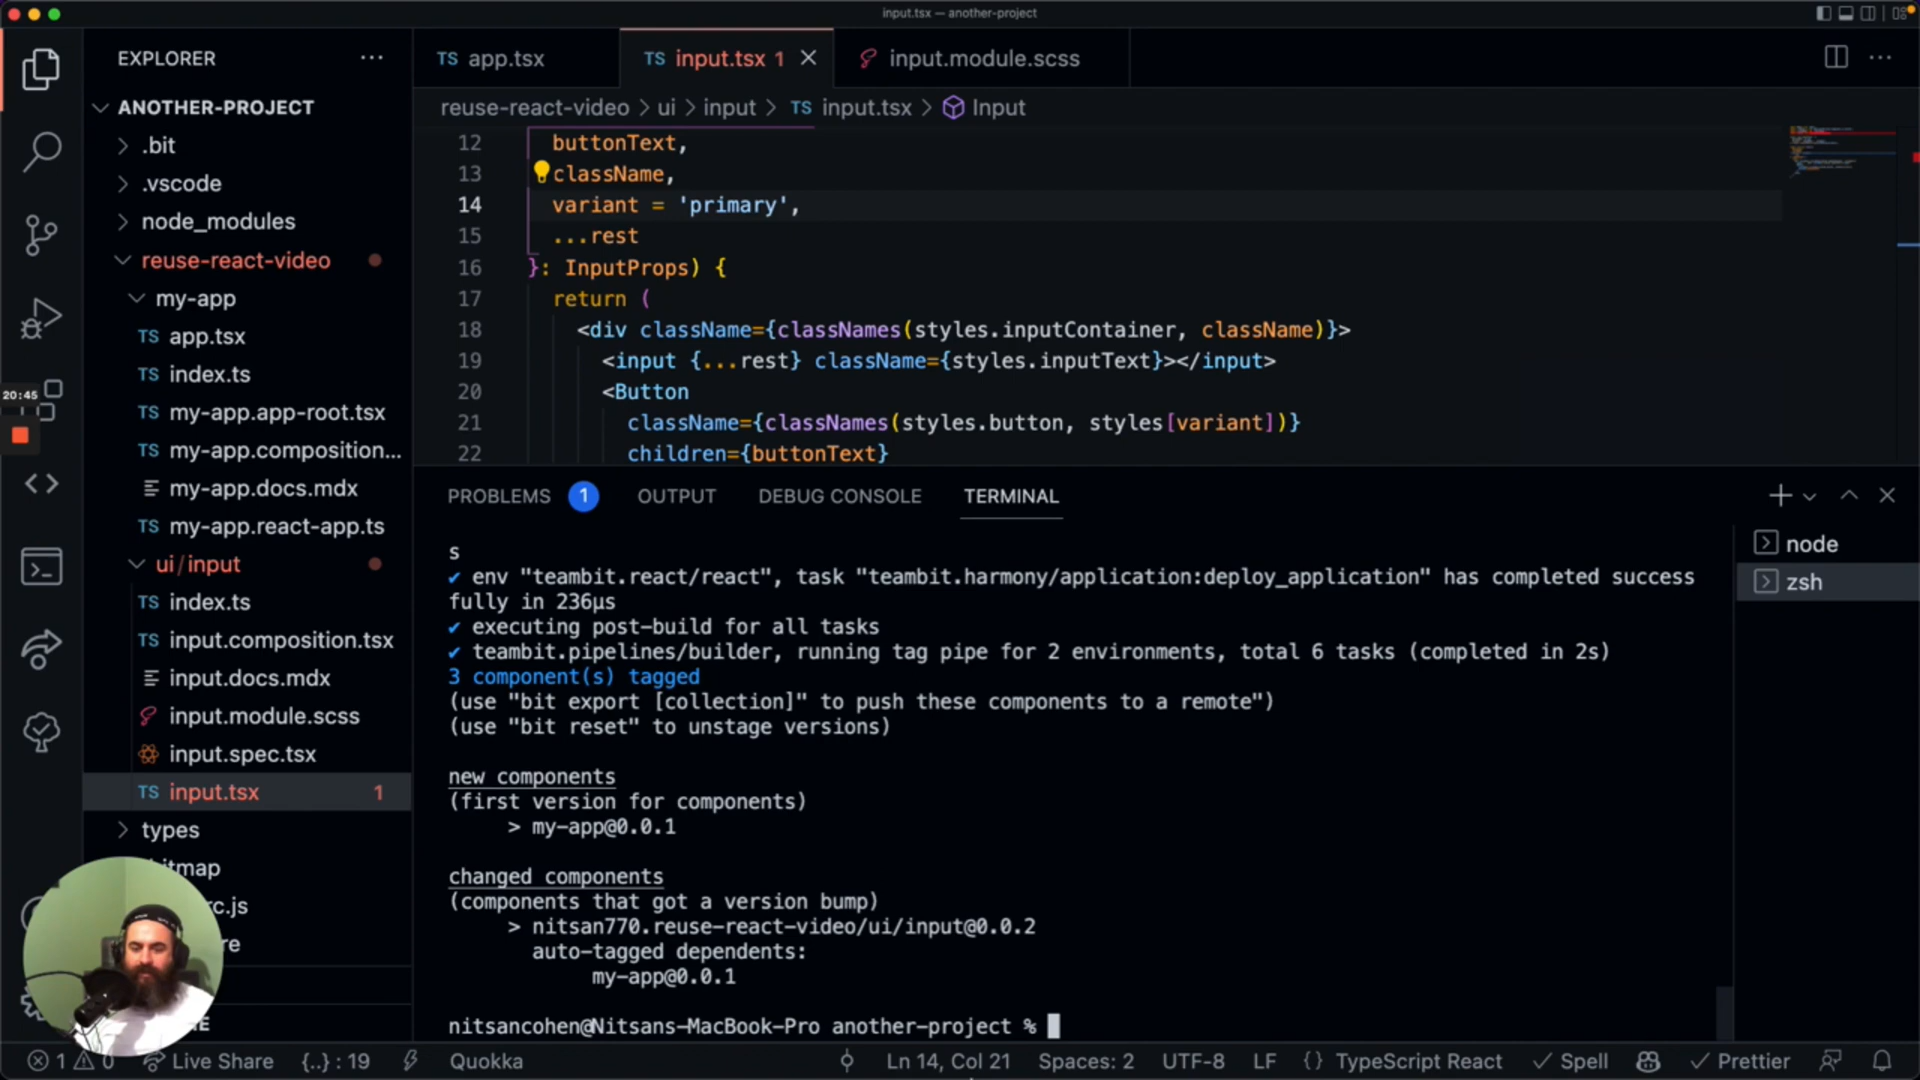 input.tsx — another-project
EXPLORER
ANOTHER-PROJECT
.bit
.vscode
node_modules
reuse-react-video
my-app
TS app.tsx
TS index.ts
TS my-app.app-root.tsx
TS my-app.composition...
my-app.docs.mdx
TS my-app.react-app.ts
ui/input
TS index.ts
TS input.composition.tsx
input.docs.mdx
input.module.scss
input.spec.tsx
TS input.tsx 1
types
20:45
TS app.tsx
TS input.tsx 1
input.module.scss
reuse-react-video > ui > input > TS input.tsx > Input
12 buttonText,
13 className,
14 variant = 'primary',
15 ...rest
16 }: InputProps) {
17 return (
18 <div className={classNames(styles.inputContainer, className)}>
19 <input {...rest} className={styles.inputText}></input>
20 <Button
21 className={classNames(styles.button, styles[variant])}
22 children={buttonText}
PROBLEMS 1 OUTPUT DEBUG CONSOLE TERMINAL
s
✔ env "teambit.react/react", task "teambit.harmony/application:deploy_application" has completed success
fully in 236µs
✔ executing post-build for all tasks
✔ teambit.pipelines/builder, running tag pipe for 2 environments, total 6 tasks (completed in 2s)
3 component(s) tagged
(use "bit export [collection]" to push these components to a remote")
(use "bit reset" to unstage versions)
new components
(first version for components)
> my-app@0.0.1
changed components
(components that got a version bump)
> nitsan770.reuse-react-video/ui/input@0.0.2
auto-tagged dependents:
my-app@0.0.1
nitsancohen@Nitsans-MacBook-Pro another-project %
node
zsh
1 0 Live Share {..} : 19 Quokka Ln 14, Col 21 Spaces: 2 UTF-8 LF {} TypeScript React Spell Prettier